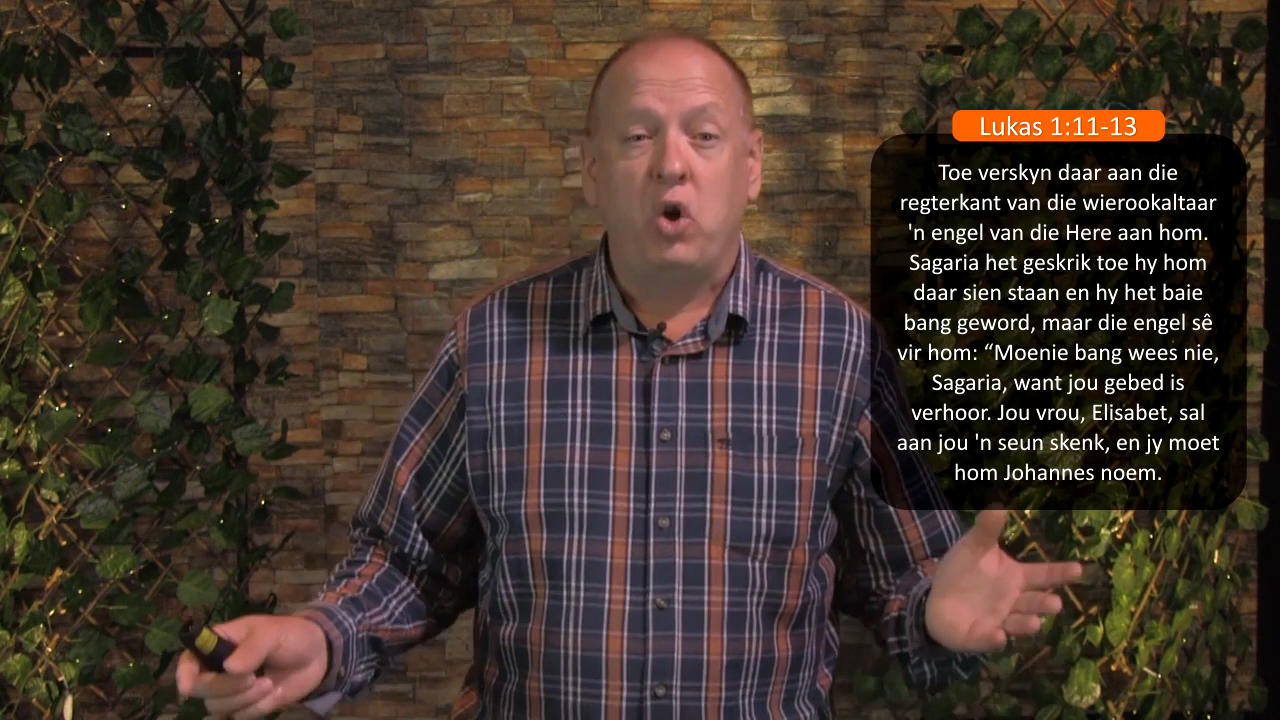 Lukas 1:11-13
Toe verskyn daar aan die
regterkant van die wierookaltaar
'n engel van die Here aan hom.
Sagaria het geskrik toe hy hom
daar sien staan en hy het baie
bang geword, maar die engel sê
vir hom: “Moenie bang wees nie,
Sagaria, want jou gebed is
verhoor. Jou vrou, Elisabet, sal
aan jou 'n seun skenk, en jy moet
hom Johannes noem.